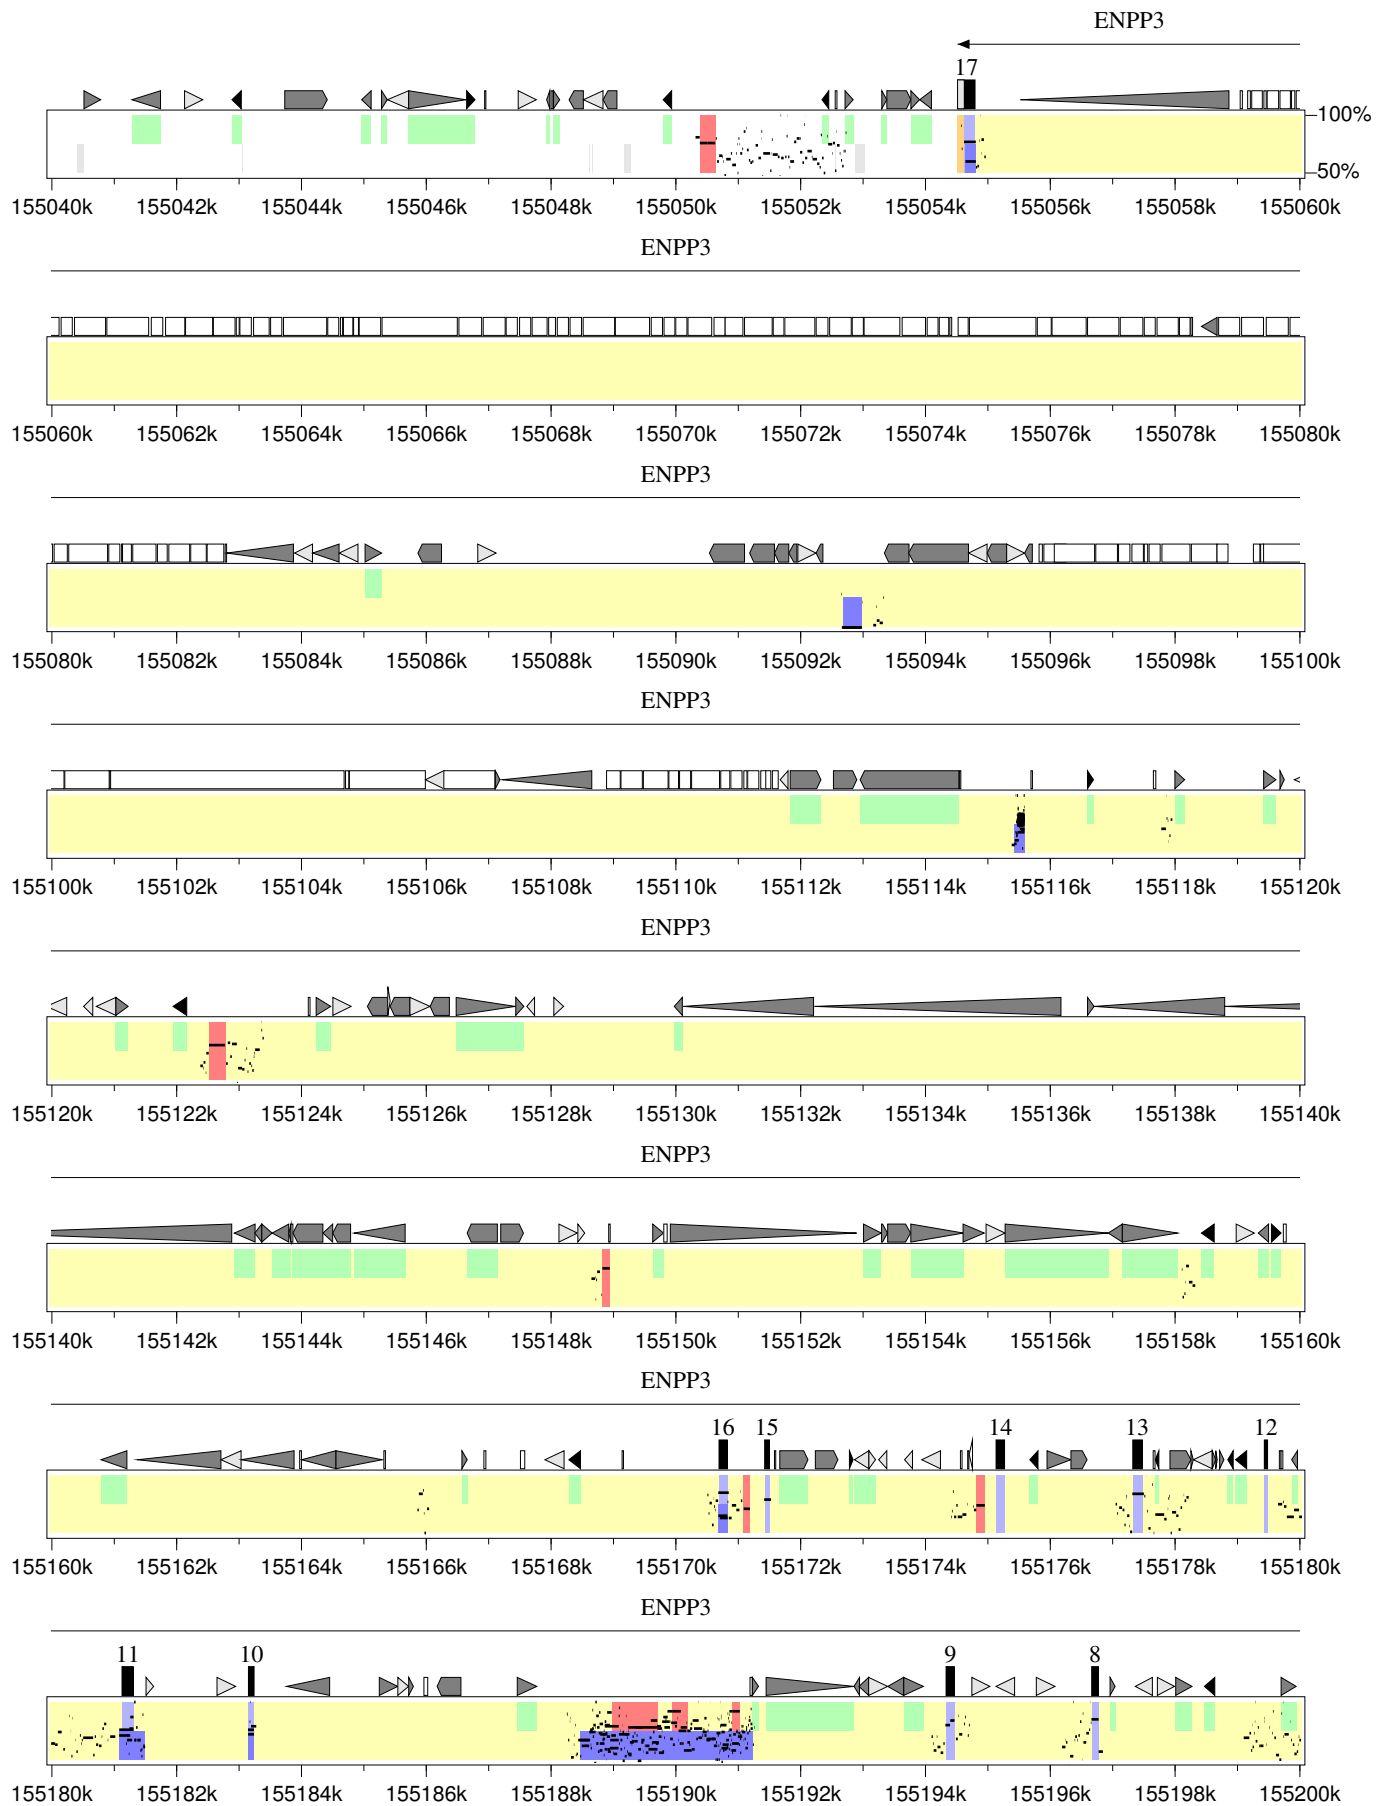 ENPP3
17
100%
50%
155040k 155042k 155044k 155046k 155048k 155050k 155052k 155054k 155056k 155058k 155060k
ENPP3
155060k 155062k 155064k 155066k 155068k 155070k 155072k 155074k 155076k 155078k 155080k
ENPP3
155080k 155082k 155084k 155086k 155088k 155090k 155092k 155094k 155096k 155098k 155100k
ENPP3
155100k 155102k 155104k 155106k 155108k 155110k 155112k 155114k 155116k 155118k 155120k
ENPP3
155120k 155122k 155124k 155126k 155128k 155130k 155132k 155134k 155136k 155138k 155140k
ENPP3
155140k 155142k 155144k 155146k 155148k 155150k 155152k 155154k 155156k 155158k 155160k
ENPP3
16 15 14 13 12
155160k 155162k 155164k 155166k 155168k 155170k 155172k 155174k 155176k 155178k 155180k
ENPP3
11 10 9 8
155180k 155182k 155184k 155186k 155188k 155190k 155192k 155194k 155196k 155198k 155200k